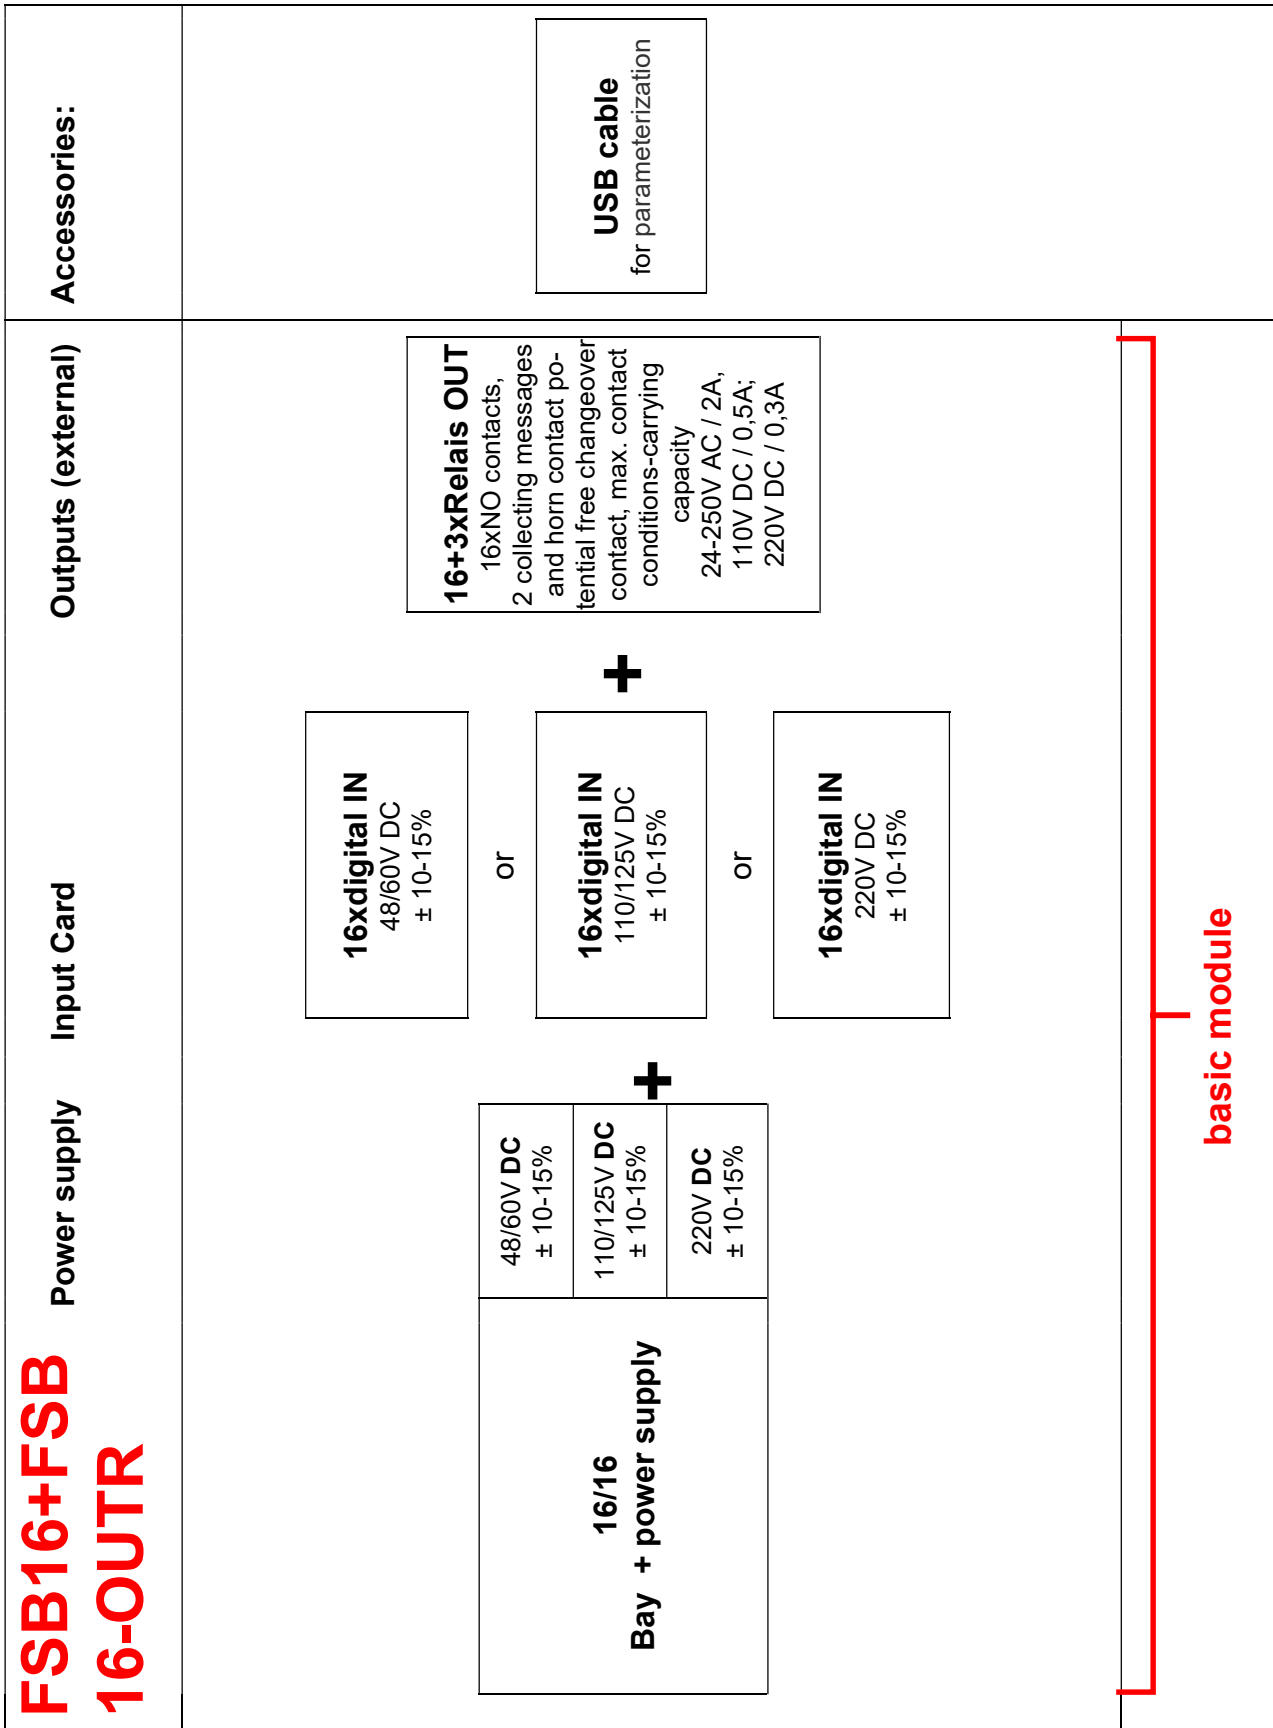 FSB16+FSB
16-OUTR
Power supply
Input Card
Outputs (external)
Accessories:
16/16
Bay + power supply
48/60V DC
± 10-15%
110/125V DC
± 10-15%
220V DC
± 10-15%
+
16xdigital IN
48/60V DC
± 10-15%
or
16xdigital IN
110/125V DC
± 10-15%
or
16xdigital IN
220V DC
± 10-15%
+
16+3xRelais OUT
16xNO contacts,
2 collecting messages
and horn contact po-
tential free changeover
contact, max. contact
conditions-carrying
capacity
24-250V AC / 2A,
110V DC / 0,5A;
220V DC / 0,3A
USB cable
for parameterization
basic module